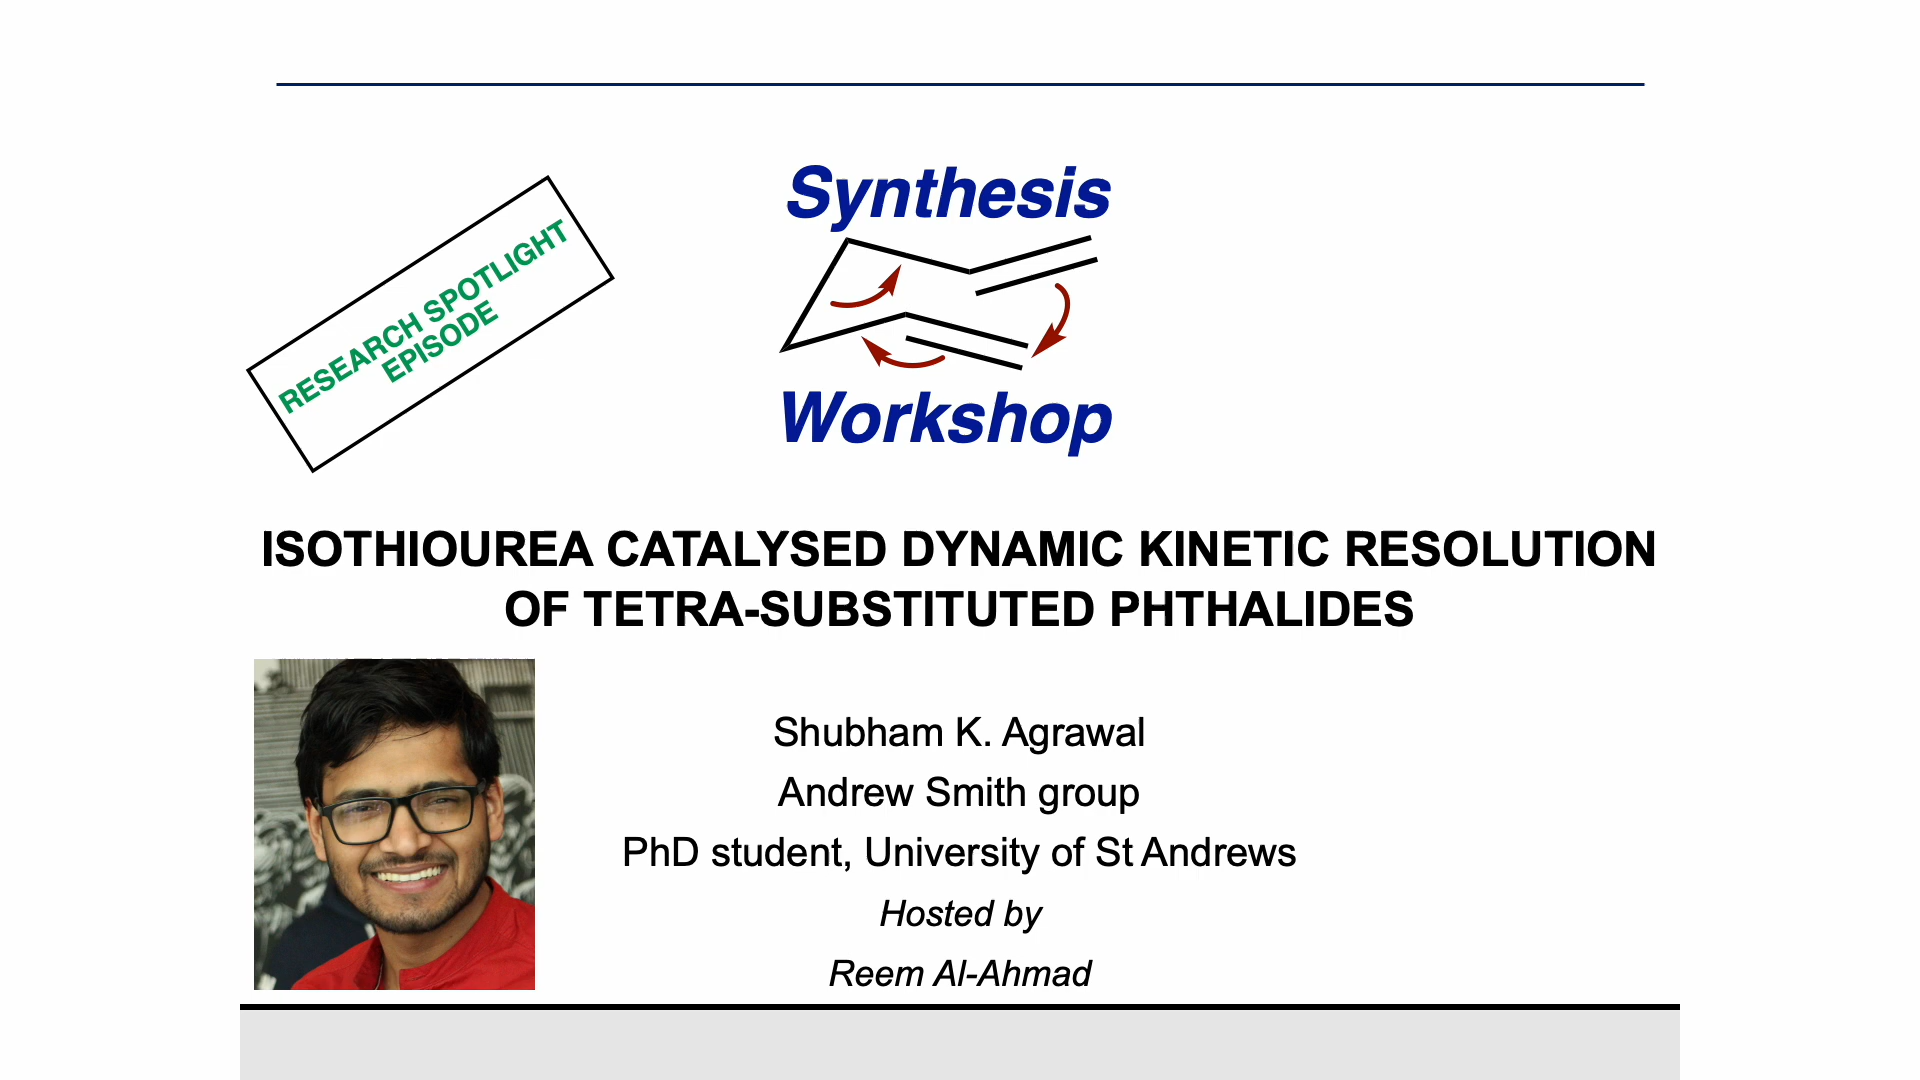 RESEARCH SPOTLIGHT
EPISODE
Synthesis
Workshop
ISOTHIOUREA CATALYSED DYNAMIC KINETIC RESOLUTION
OF TETRA-SUBSTITUTED PHTHALIDES
Shubham K. Agrawal
Andrew Smith group
PhD student, University of St Andrews
Hosted by
Reem Al-Ahmad